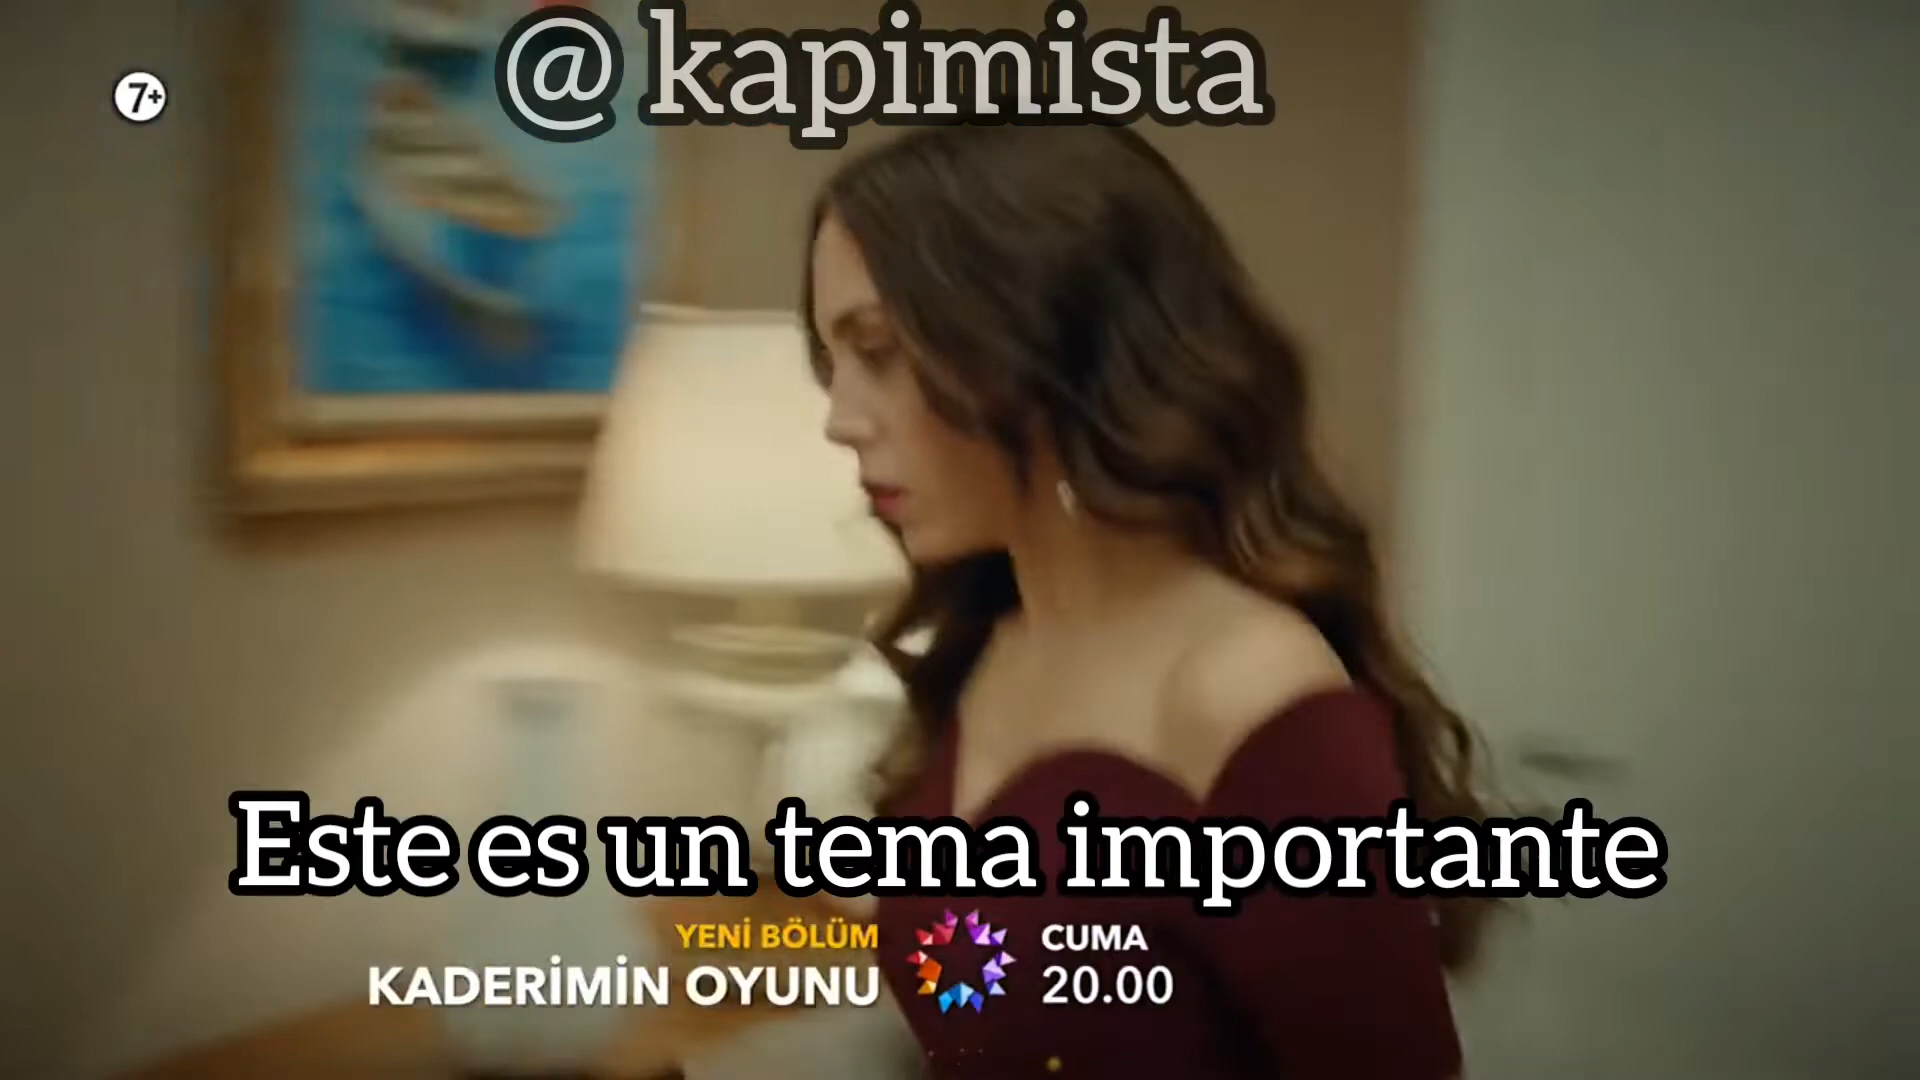 @kapimista
7+
Este es un tema importante
YENİ BÖLÜM
KADERİMİN OYUNU
CUMA
20.00